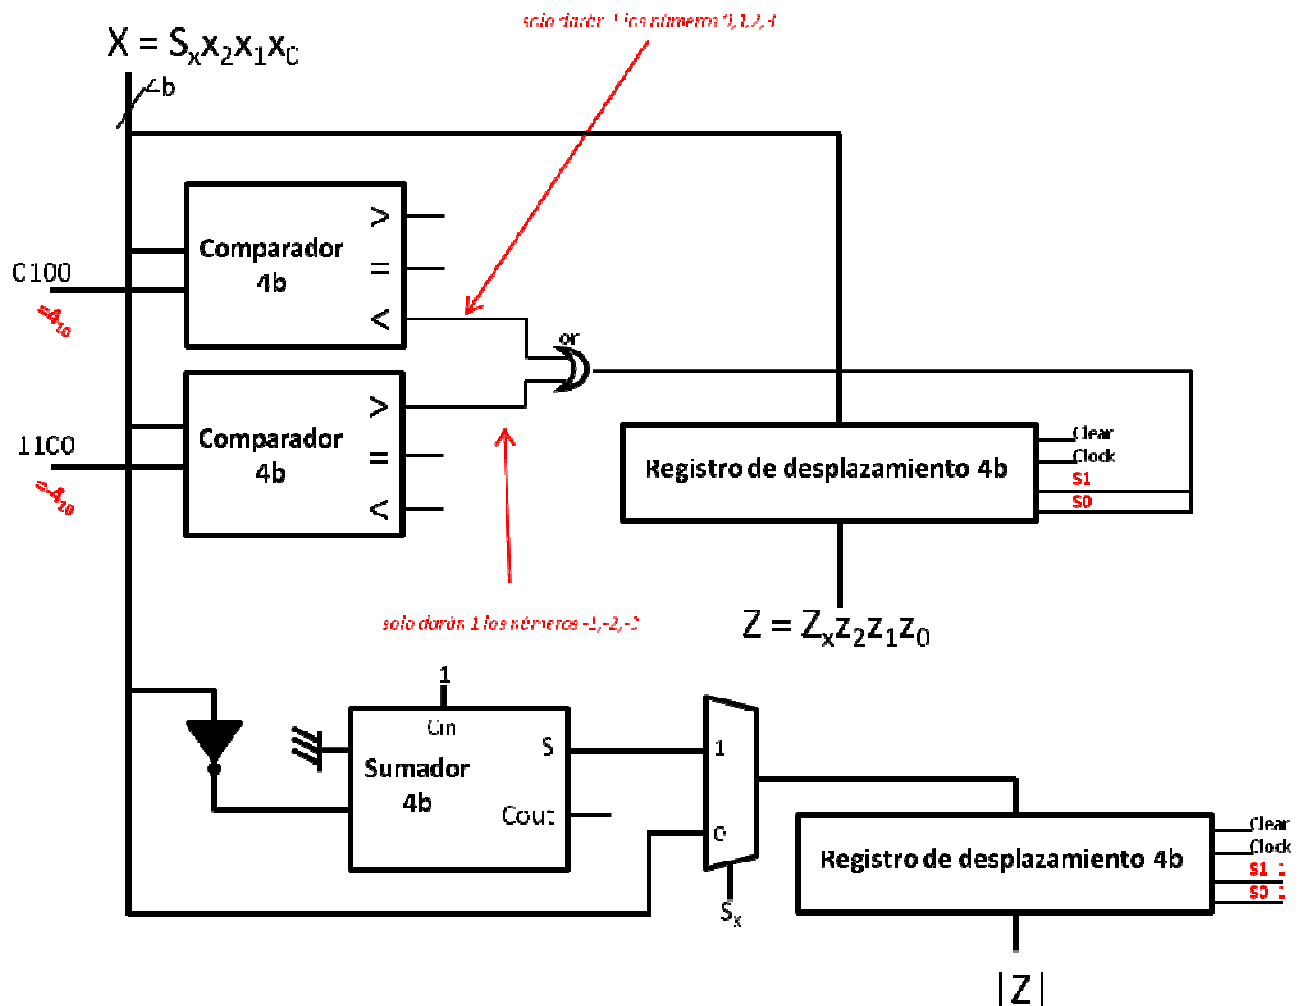 solo darán 1 los números 0,1,2,3
X = Sₓx₂x₁x₀
4b
>
Comparador
4b
=
<
0100
=4₁₀
or
>
Comparador
4b
=
<
1100
=-4₁₀
Clear
Clock
S1
S0
Registro de desplazamiento 4b
solo darán 1 los números -1,-2,-3
Z = Zₓz₂z₁z₀
1
Cin
S
Sumador
4b
Cout
1
0
Sₓ
Clear
Clock
S1
S0
Registro de desplazamiento 4b
|Z|